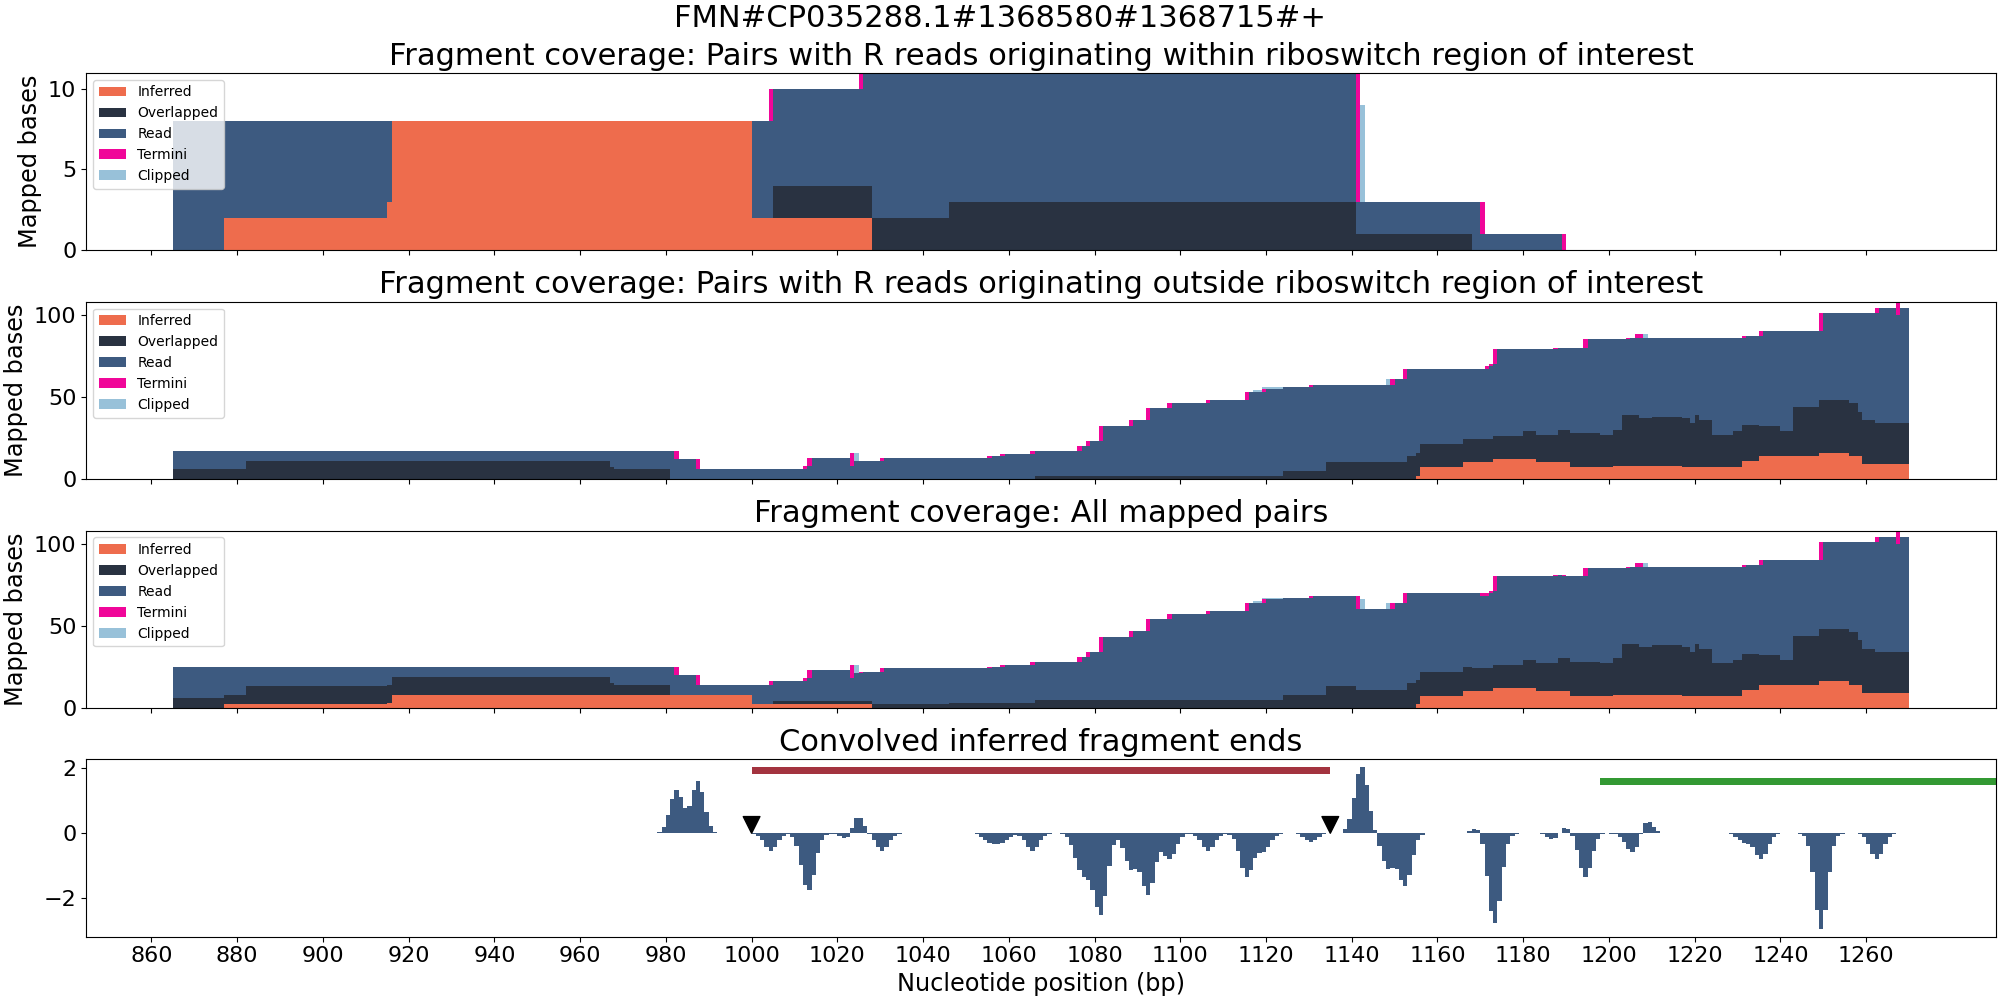 FMN#CP035288.1#1368580#1368715#+
Fragment coverage: Pairs with R reads originating within riboswitch region of interest
Mapped bases
10
5
0
Inferred
Overlapped
Read
Termini
Clipped
Fragment coverage: Pairs with R reads originating outside riboswitch region of interest
Mapped bases
100
50
0
Inferred
Overlapped
Read
Termini
Clipped
Fragment coverage: All mapped pairs
Mapped bases
100
50
0
Inferred
Overlapped
Read
Termini
Clipped
Convolved inferred fragment ends
2
0
−2
860 880 900 920 940 960 980 1000 1020 1040 1060 1080 1100 1120 1140 1160 1180 1200 1220 1240 1260
Nucleotide position (bp)